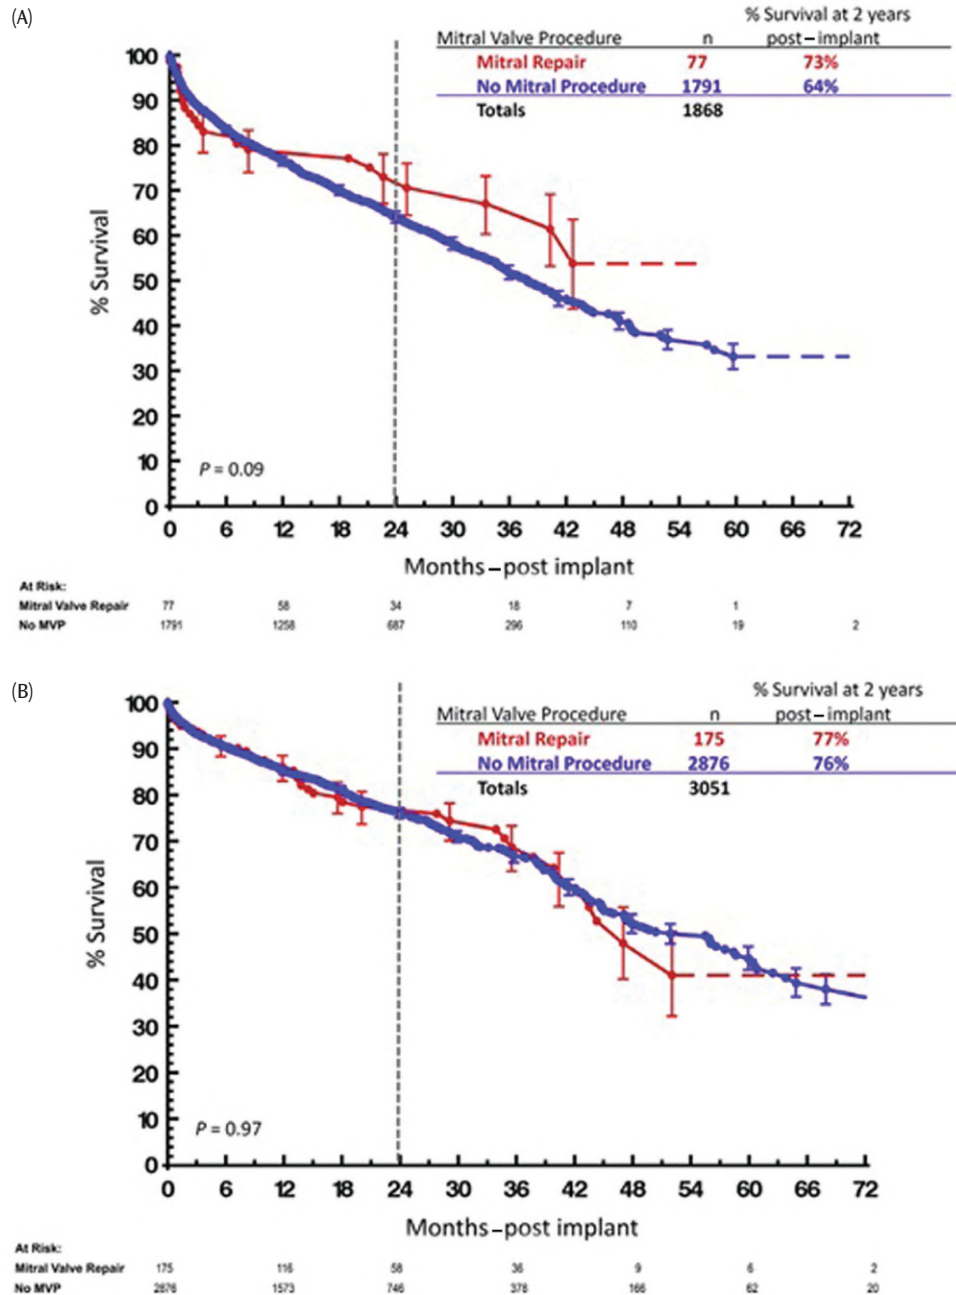 (A)
% Survival at 2 years
Mitral Valve Procedure n post–implant
Mitral Repair 77 73%
No Mitral Procedure 1791 64%
Totals 1868
100
90
80
70
60
50
40
30
20
10
0
% Survival
P = 0.09
0 6 12 18 24 30 36 42 48 54 60 66 72
Months–post implant
At Risk:
Mitral Valve Repair 77 58 34 18 7 1
No MVP 1791 1258 687 296 110 19 2
(B)
% Survival at 2 years
Mitral Valve Procedure n post–implant
Mitral Repair 175 77%
No Mitral Procedure 2876 76%
Totals 3051
100
90
80
70
60
50
40
30
20
10
0
% Survival
P = 0.97
0 6 12 18 24 30 36 42 48 54 60 66 72
Months–post implant
At Risk:
Mitral Valve Repair 175 116 58 36 9 6 2
No MVP 2876 1573 746 378 166 62 20